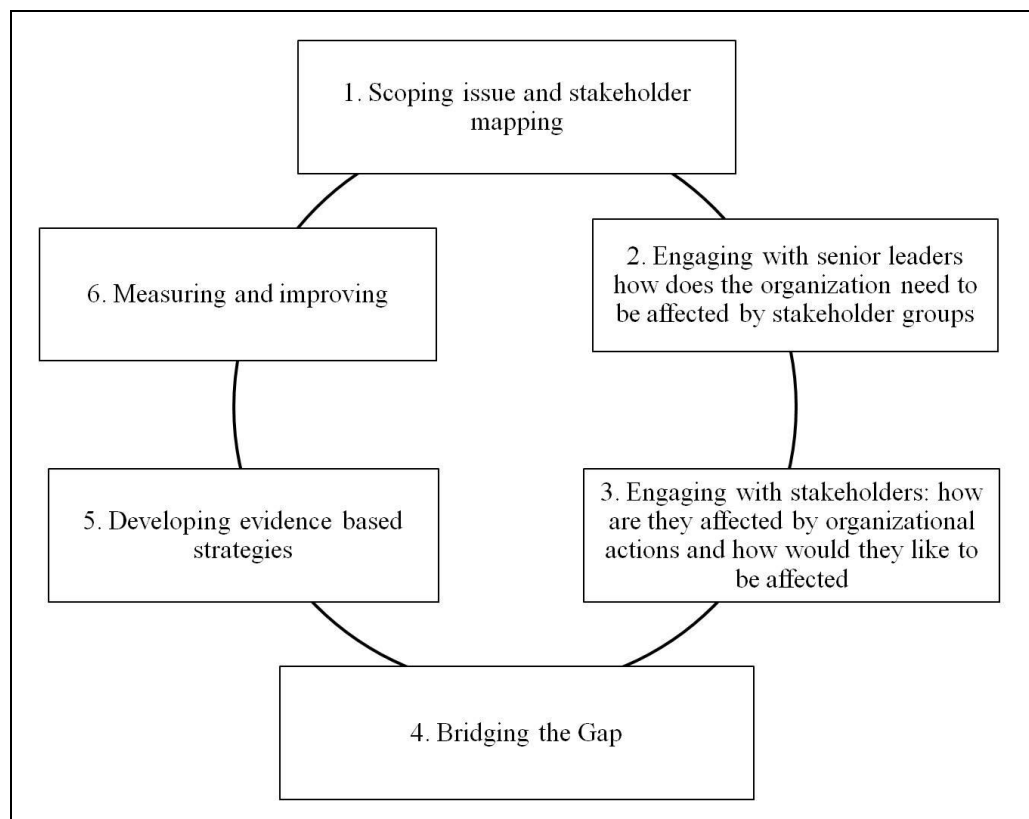 1. Scoping issue and stakeholder
mapping
2. Engaging with senior leaders
how does the organization need to
be affected by stakeholder groups
3. Engaging with stakeholders: how
are they affected by organizational
actions and how would they like to
be affected
4. Bridging the Gap
5. Developing evidence based
strategies
6. Measuring and improving